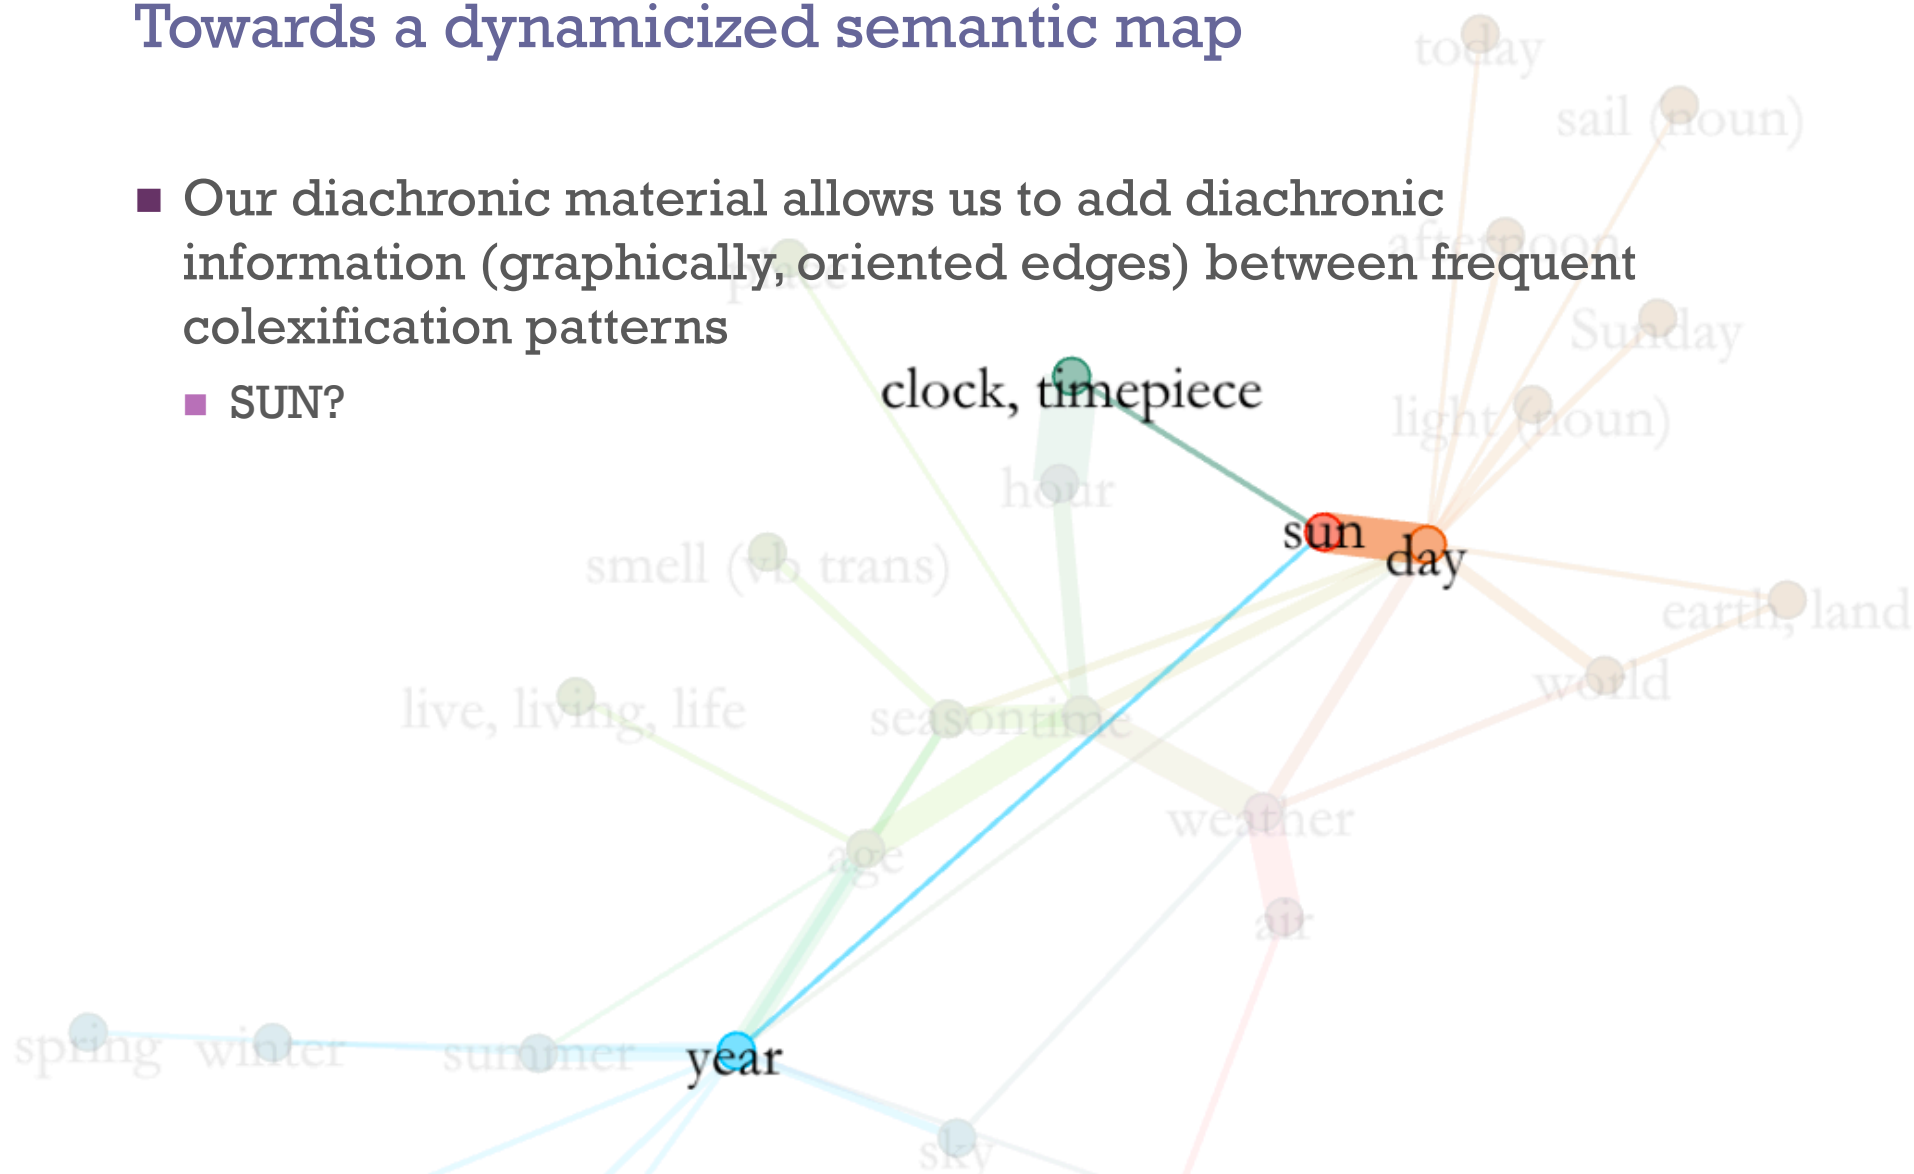 Towards a dynamicized semantic map
today
sail (noun)
■ Our diachronic material allows us to add diachronic
afternoon
information (graphically, oriented edges) between frequent
place
colexification patterns
Sunday
■ SUN?
clock, timepiece
light (noun)
hour
sun
day
smell (vb trans)
earth, land
world
live, living, life
season
time
weather
age
air
spring
winter
summer
year
sky